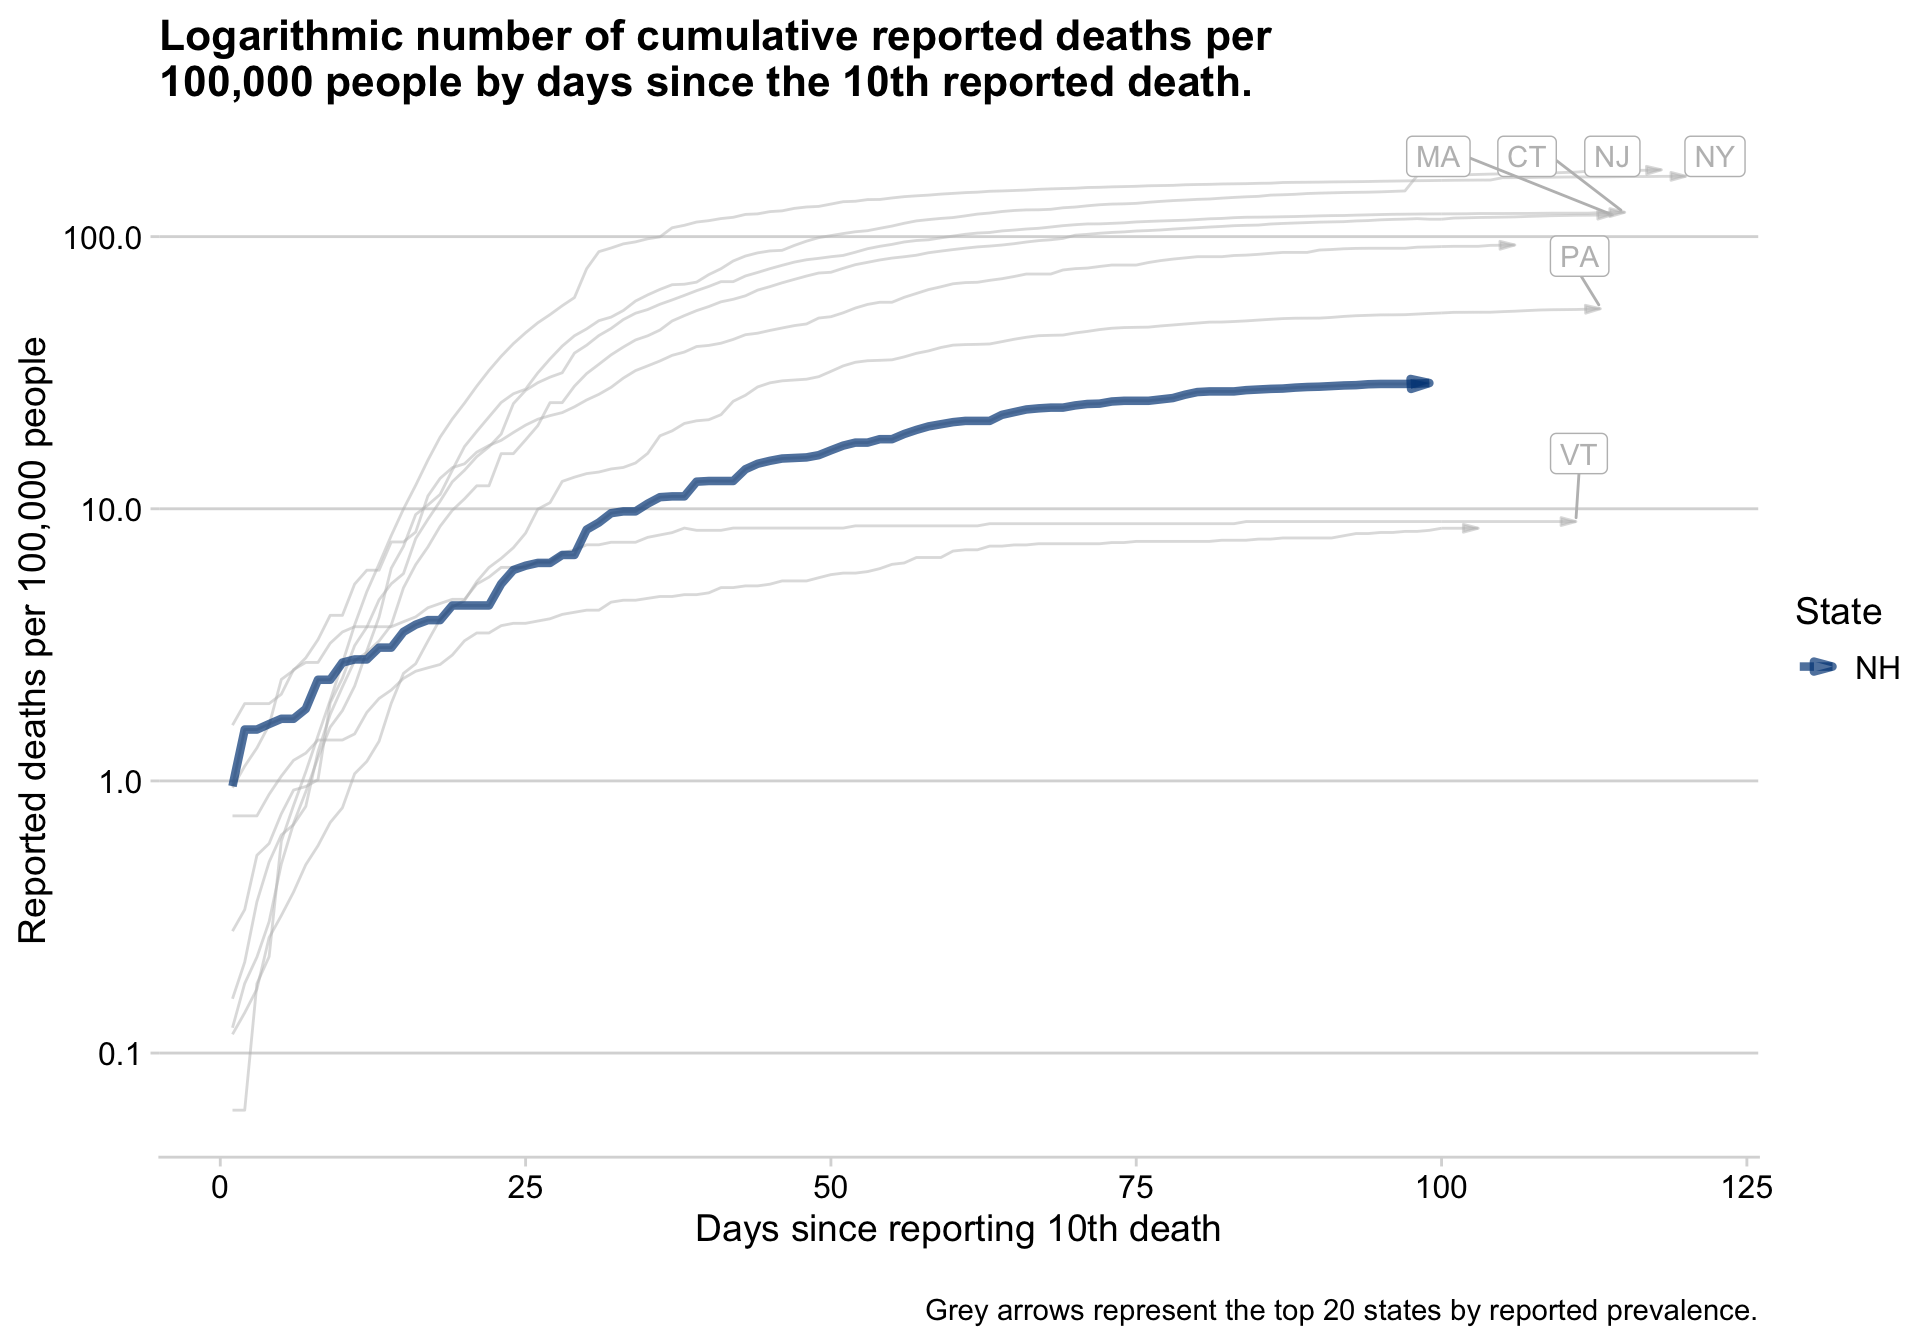 Logarithmic number of cumulative reported deaths per
100,000 people by days since the 10th reported death.
MA
CT
NJ
NY
100.0
PA
Reported deaths per 100,000 people
VT
10.0
State
NH
1.0
0.1
0
25
50
75
100
125
Days since reporting 10th death
Grey arrows represent the top 20 states by reported prevalence.